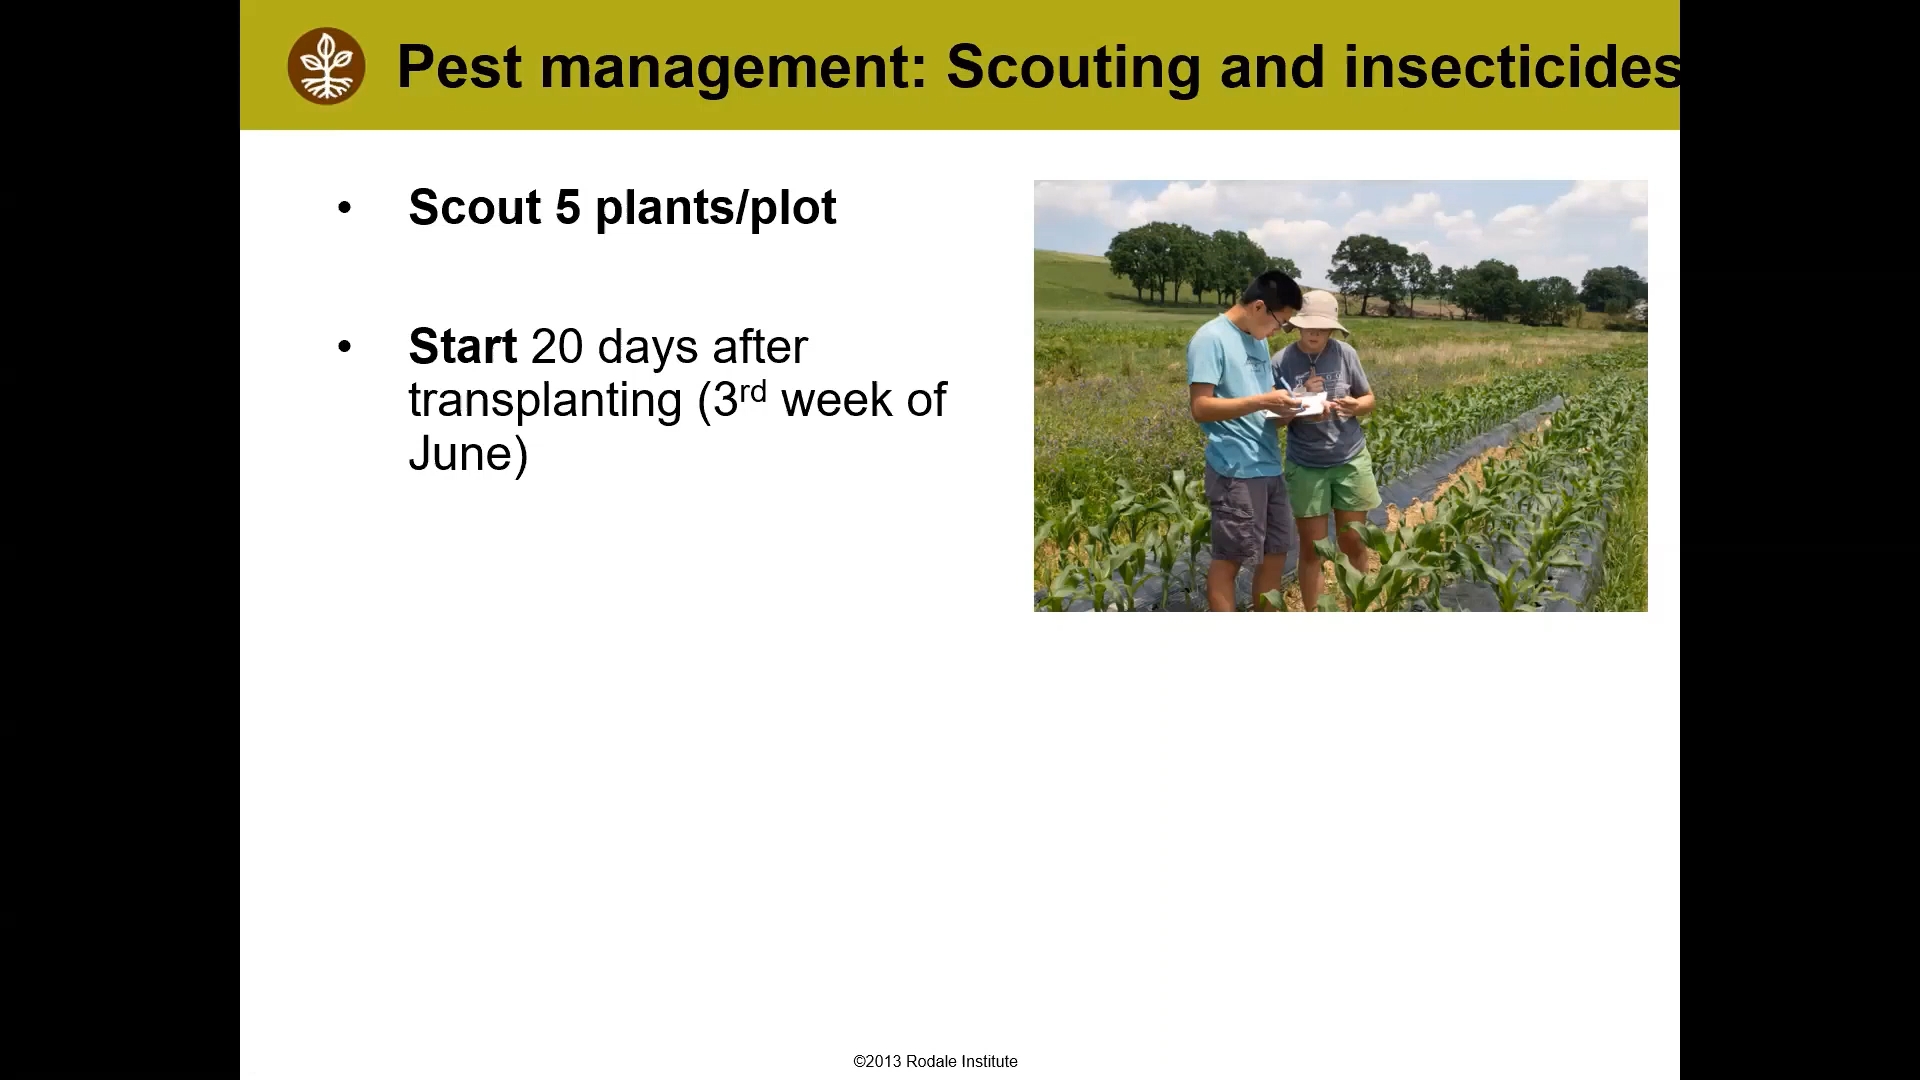 Pest management: Scouting and insecticides
• Scout 5 plants/plot
• Start 20 days after
transplanting (3rd week of
June)
©2013 Rodale Institute